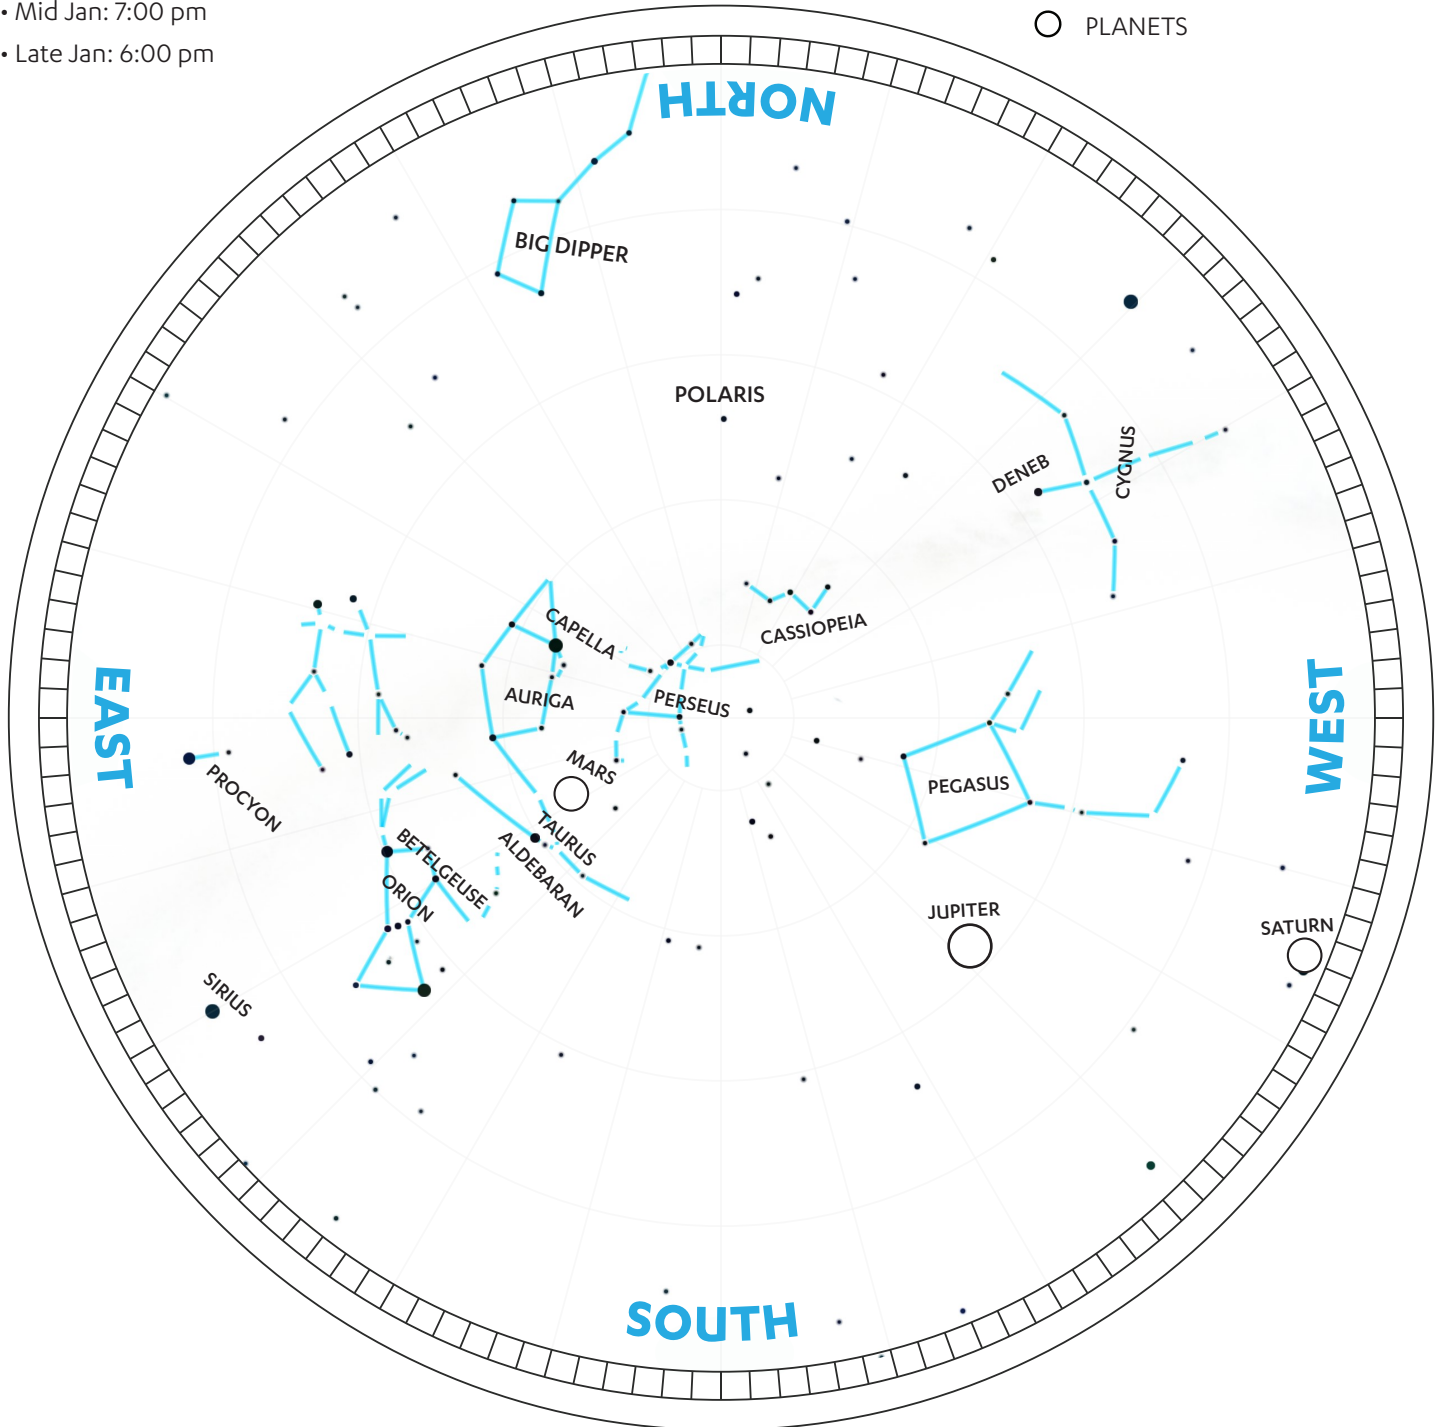 • Mid Jan: 7:00 pm
• Late Jan: 6:00 pm
PLANETS
NORTH
BIG DIPPER
POLARIS
DENEB
CYGNUS
CAPELLA
CASSIOPEIA
AURIGA
PERSEUS
EAST
WEST
MARS
PEGASUS
PROCYON
TAURUS
BETELGEUSE
ALDEBARAN
ORION
JUPITER
SATURN
SIRIUS
SOUTH